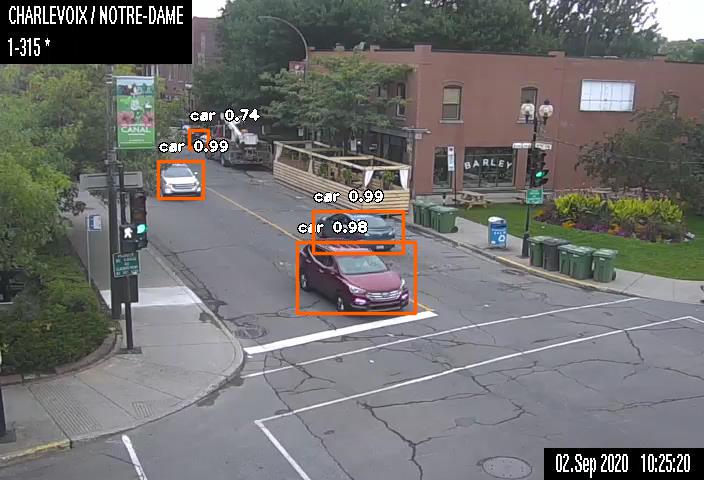 CHARLEVOIX / NOTRE-DAME
1-315 *
car 0.74
car 0.99
CANAL
car 0.99
car 0.98
BARLEY
02.Sep 2020 10:25:20